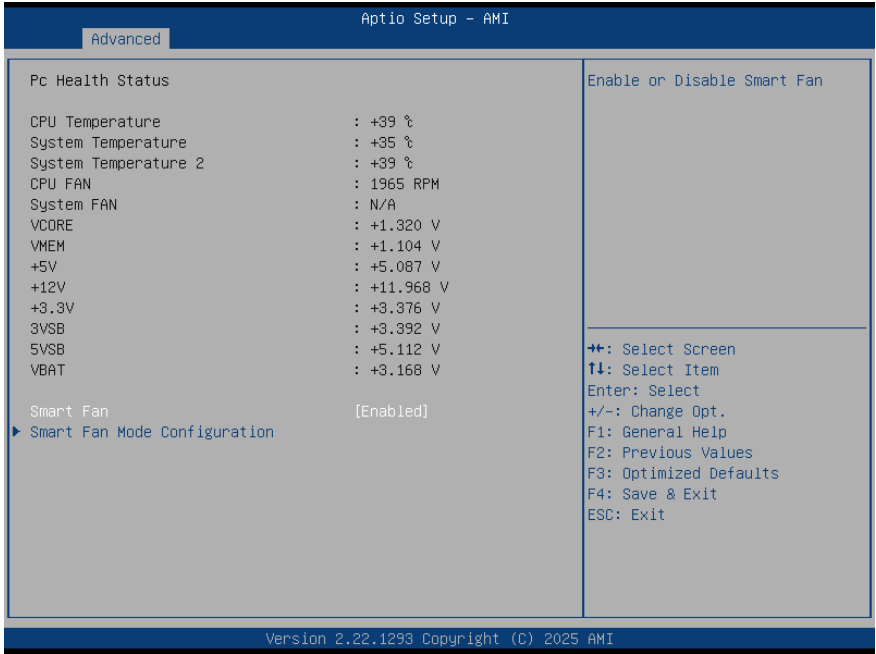 Aptio Setup – AMI
Advanced
Pc Health Status
CPU Temperature : +39 ℃
System Temperature : +35 ℃
System Temperature 2 : +39 ℃
CPU FAN : 1965 RPM
System FAN : N/A
VCORE : +1.320 V
VMEM : +1.104 V
+5V : +5.087 V
+12V : +11.968 V
+3.3V : +3.376 V
3VSB : +3.392 V
5VSB : +5.112 V
VBAT : +3.168 V
Smart Fan [Enabled]
Smart Fan Mode Configuration
Enable or Disable Smart Fan
→←: Select Screen
↑↓: Select Item
Enter: Select
+/-: Change Opt.
F1: General Help
F2: Previous Values
F3: Optimized Defaults
F4: Save & Exit
ESC: Exit
Version 2.22.1293 Copyright (C) 2025 AMI